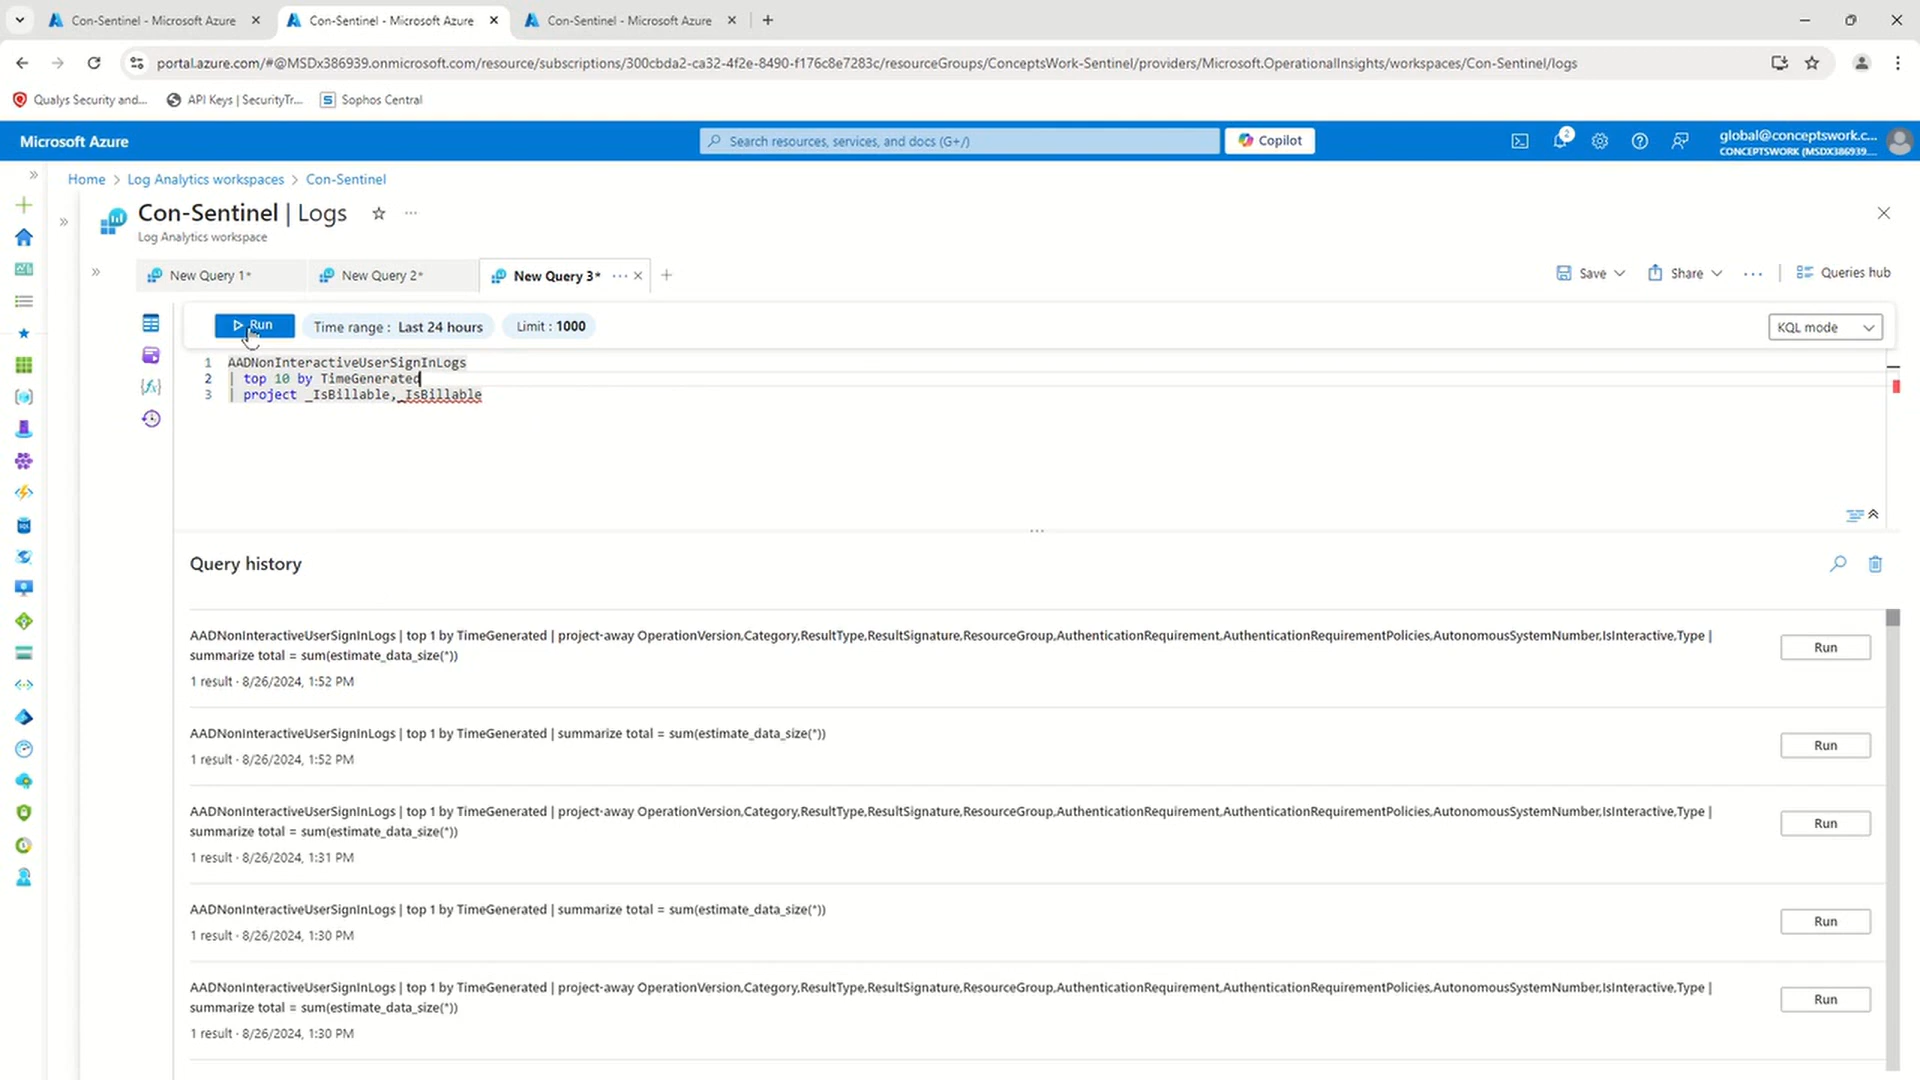 Con-Sentinel - Microsoft Azure
Con-Sentinel - Microsoft Azure
Con-Sentinel - Microsoft Azure
portal.azure.com/#@MSDx386939.onmicrosoft.com/resource/subscriptions/300cbda2-ca32-4f2e-8490-f176c8e7283c/resourceGroups/ConceptsWork-Sentinel/providers/Microsoft.OperationalInsights/workspaces/Con-Sentinel/logs
Qualys Security and...
API Keys | SecurityTr...
Sophos Central
Microsoft Azure
Search resources, services, and docs (G+/)
Copilot
2
global@conceptswork.c...
CONCEPTSWORK (MSDX386939....
Home > Log Analytics workspaces > Con-Sentinel
Con-Sentinel | Logs
Log Analytics workspace
New Query 1*
New Query 2*
New Query 3*
Save
Share
Queries hub
Run
Time range : Last 24 hours
Limit : 1000
KQL mode
1 AADNonInteractiveUserSignInLogs
2 | top 10 by TimeGenerated
3 | project _IsBillable,_IsBillable
Query history
AADNonInteractiveUserSignInLogs | top 1 by TimeGenerated | project-away OperationVersion,Category,ResultType,ResultSignature,ResourceGroup,AuthenticationRequirement,AuthenticationRequirementPolicies,AutonomousSystemNumber,IsInteractive,Type |
summarize total = sum(estimate_data_size(*))
1 result · 8/26/2024, 1:52 PM
Run
AADNonInteractiveUserSignInLogs | top 1 by TimeGenerated | summarize total = sum(estimate_data_size(*))
1 result · 8/26/2024, 1:52 PM
Run
AADNonInteractiveUserSignInLogs | top 1 by TimeGenerated | project-away OperationVersion,Category,ResultType,ResultSignature,ResourceGroup,AuthenticationRequirement,AuthenticationRequirementPolicies,AutonomousSystemNumber,IsInteractive,Type |
summarize total = sum(estimate_data_size(*))
1 result · 8/26/2024, 1:31 PM
Run
AADNonInteractiveUserSignInLogs | top 1 by TimeGenerated | summarize total = sum(estimate_data_size(*))
1 result · 8/26/2024, 1:30 PM
Run
AADNonInteractiveUserSignInLogs | top 1 by TimeGenerated | project-away OperationVersion,Category,ResultType,ResultSignature,ResourceGroup,AuthenticationRequirement,AuthenticationRequirementPolicies,AutonomousSystemNumber,IsInteractive,Type |
summarize total = sum(estimate_data_size(*))
1 result · 8/26/2024, 1:30 PM
Run